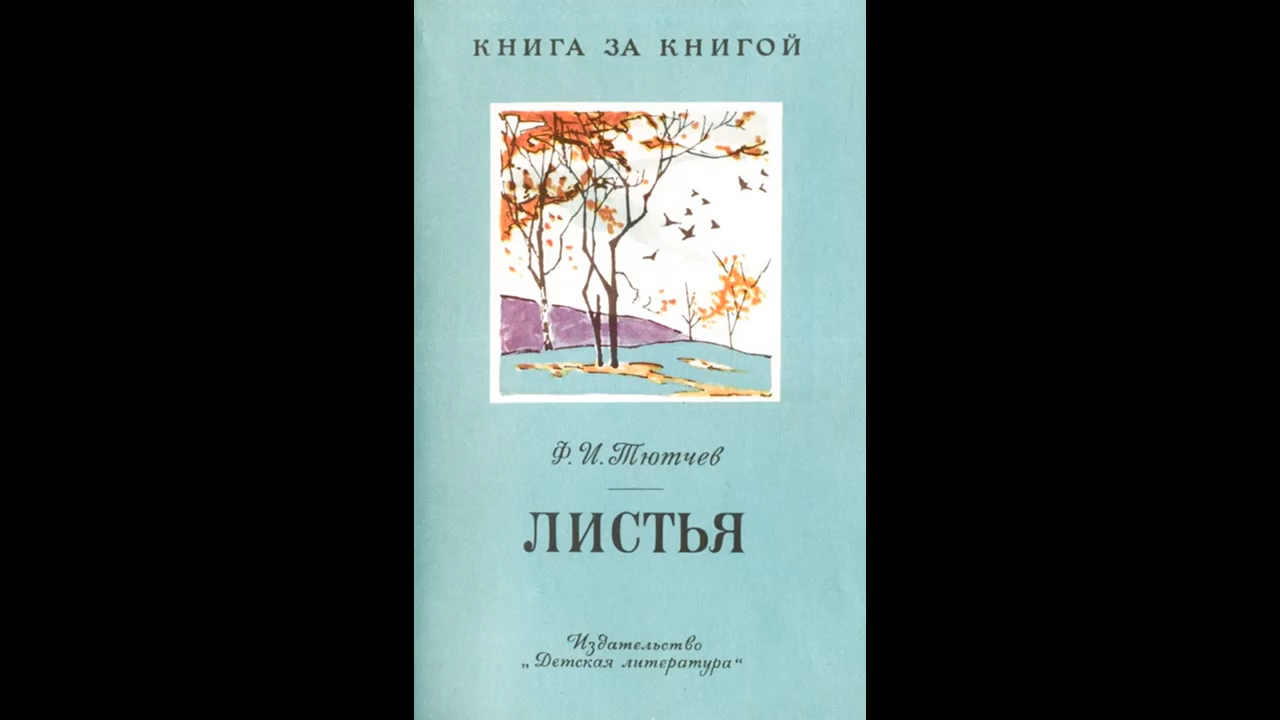 КНИГА ЗА КНИГОЙ
Ф. И. Тютчев
ЛИСТЬЯ
Издательство
„Детская литература“